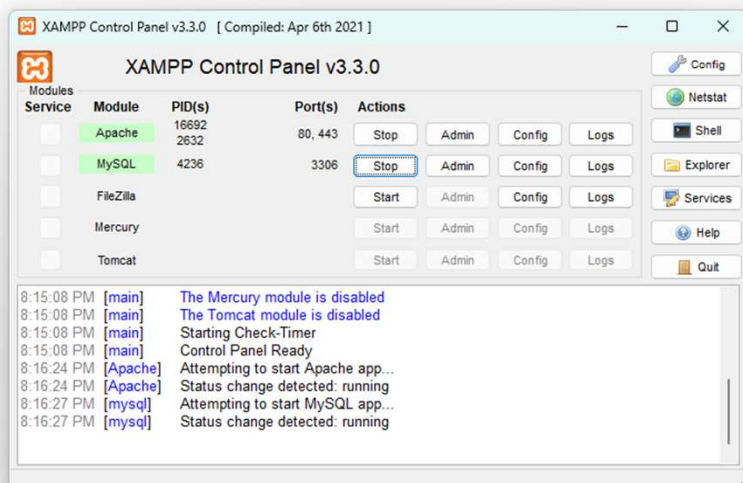 XAMPP Control Panel v3.3.0 [ Compiled: Apr 6th 2021 ]
XAMPP Control Panel v3.3.0
Config
Modules
Service Module PID(s) Port(s) Actions
Netstat
Apache 16692 2632 80, 443 Stop Admin Config Logs
Shell
MySQL 4236 3306 Stop Admin Config Logs
Explorer
FileZilla Start Admin Config Logs
Services
Mercury Start Admin Config Logs
Help
Tomcat Start Admin Config Logs
Quit
8:15:08 PM [main] The Mercury module is disabled
8:15:08 PM [main] The Tomcat module is disabled
8:15:08 PM [main] Starting Check-Timer
8:15:08 PM [main] Control Panel Ready
8:16:24 PM [Apache] Attempting to start Apache app...
8:16:24 PM [Apache] Status change detected: running
8:16:27 PM [mysql] Attempting to start MySQL app...
8:16:27 PM [mysql] Status change detected: running